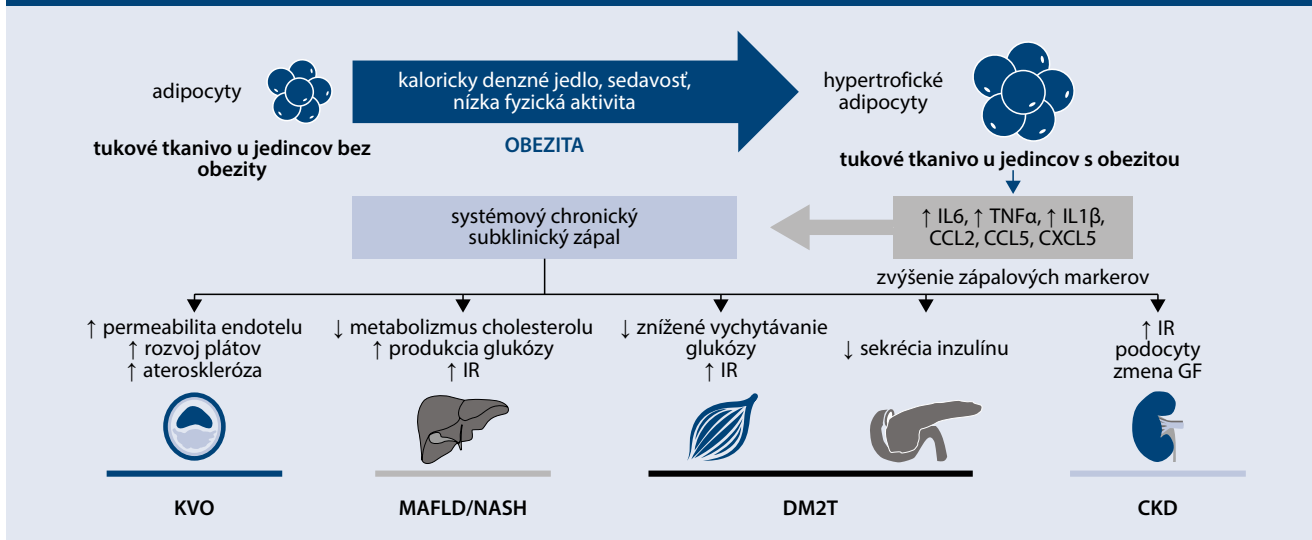 adipocyty
kaloricky denzné jedlo, sedavosť,
nízka fyzická aktivita
hypertrofické
adipocyty
tukové tkanivo u jedincov bez
obezity
OBEZITA
tukové tkanivo u jedincov s obezitou
systémový chronický
subklinický zápal
↑ IL6, ↑ TNFα, ↑ IL1β,
CCL2, CCL5, CXCL5
zvýšenie zápalových markerov
↑ permeabilita endotelu
↑ rozvoj plátov
↑ ateroskleróza
↓ metabolizmus cholesterolu
↑ produkcia glukózy
↑ IR
↓ znížené vychytávanie
glukózy
↑ IR
↓ sekrécia inzulínu
↑ IR
podocyty
zmena GF
KVO
MAFLD/NASH
DM2T
CKD